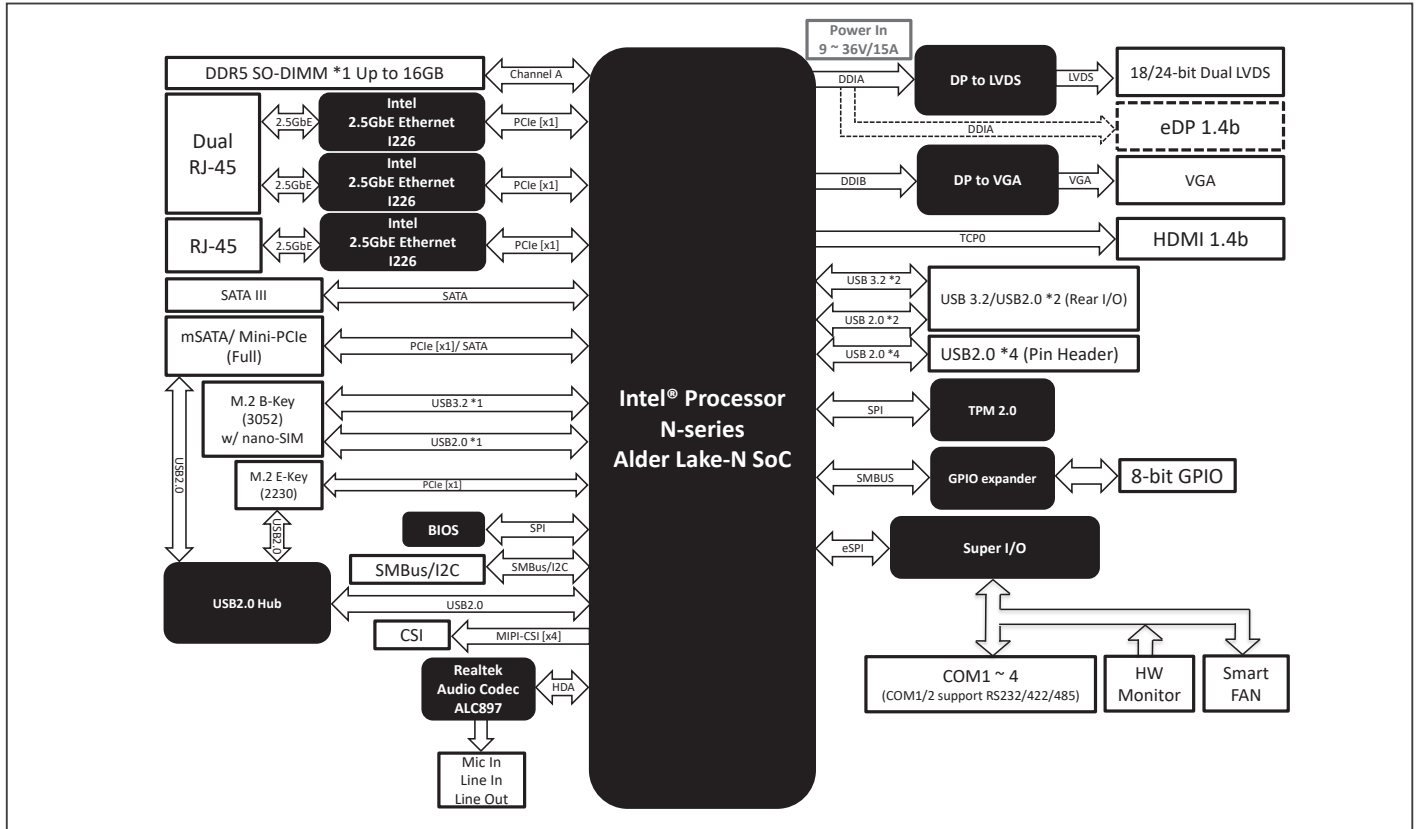 Power In
9 ~ 36V/15A
DDR5 SO-DIMM *1 Up to 16GB
Channel A
Dual
RJ-45
2.5GbE
Intel
2.5GbE Ethernet
I226
PCIe [x1]
2.5GbE
Intel
2.5GbE Ethernet
I226
PCIe [x1]
RJ-45
2.5GbE
Intel
2.5GbE Ethernet
I226
PCIe [x1]
SATA III
SATA
mSATA/ Mini-PCIe
(Full)
PCIe [x1]/ SATA
M.2 B-Key
(3052)
w/ nano-SIM
USB3.2 *1
USB2.0 *1
USB2.0
M.2 E-Key
(2230)
PCIe [x1]
USB2.0
BIOS
SPI
SMBus/I2C
SMBus/I2C
USB2.0 Hub
USB2.0
CSI
MIPI-CSI [x4]
Realtek
Audio Codec
ALC897
HDA
Mic In
Line In
Line Out
Intel® Processor
N-series
Alder Lake-N SoC
DDIA
DP to LVDS
LVDS
18/24-bit Dual LVDS
DDIA
eDP 1.4b
DDIB
DP to VGA
VGA
VGA
TCP0
HDMI 1.4b
USB 3.2 *2
USB 2.0 *2
USB 3.2/USB2.0 *2 (Rear I/O)
USB 2.0 *4
USB2.0 *4 (Pin Header)
SPI
TPM 2.0
SMBUS
GPIO expander
8-bit GPIO
eSPI
Super I/O
COM1 ~ 4
(COM1/2 support RS232/422/485)
HW
Monitor
Smart
FAN